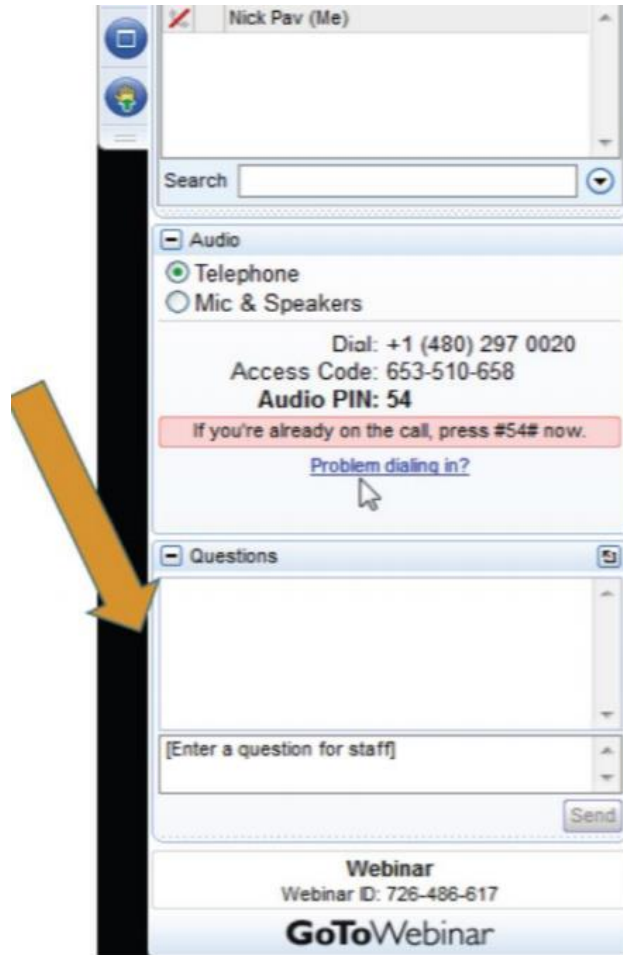 Nick Pav (Me)
Search
Audio
Telephone
Mic & Speakers
Dial: +1 (480) 297 0020
Access Code: 653-510-658
Audio PIN: 54
If you're already on the call, press #54# now.
Problem dialing in?
Questions
[Enter a question for staff]
Send
Webinar
Webinar ID: 726-486-617
GoToWebinar